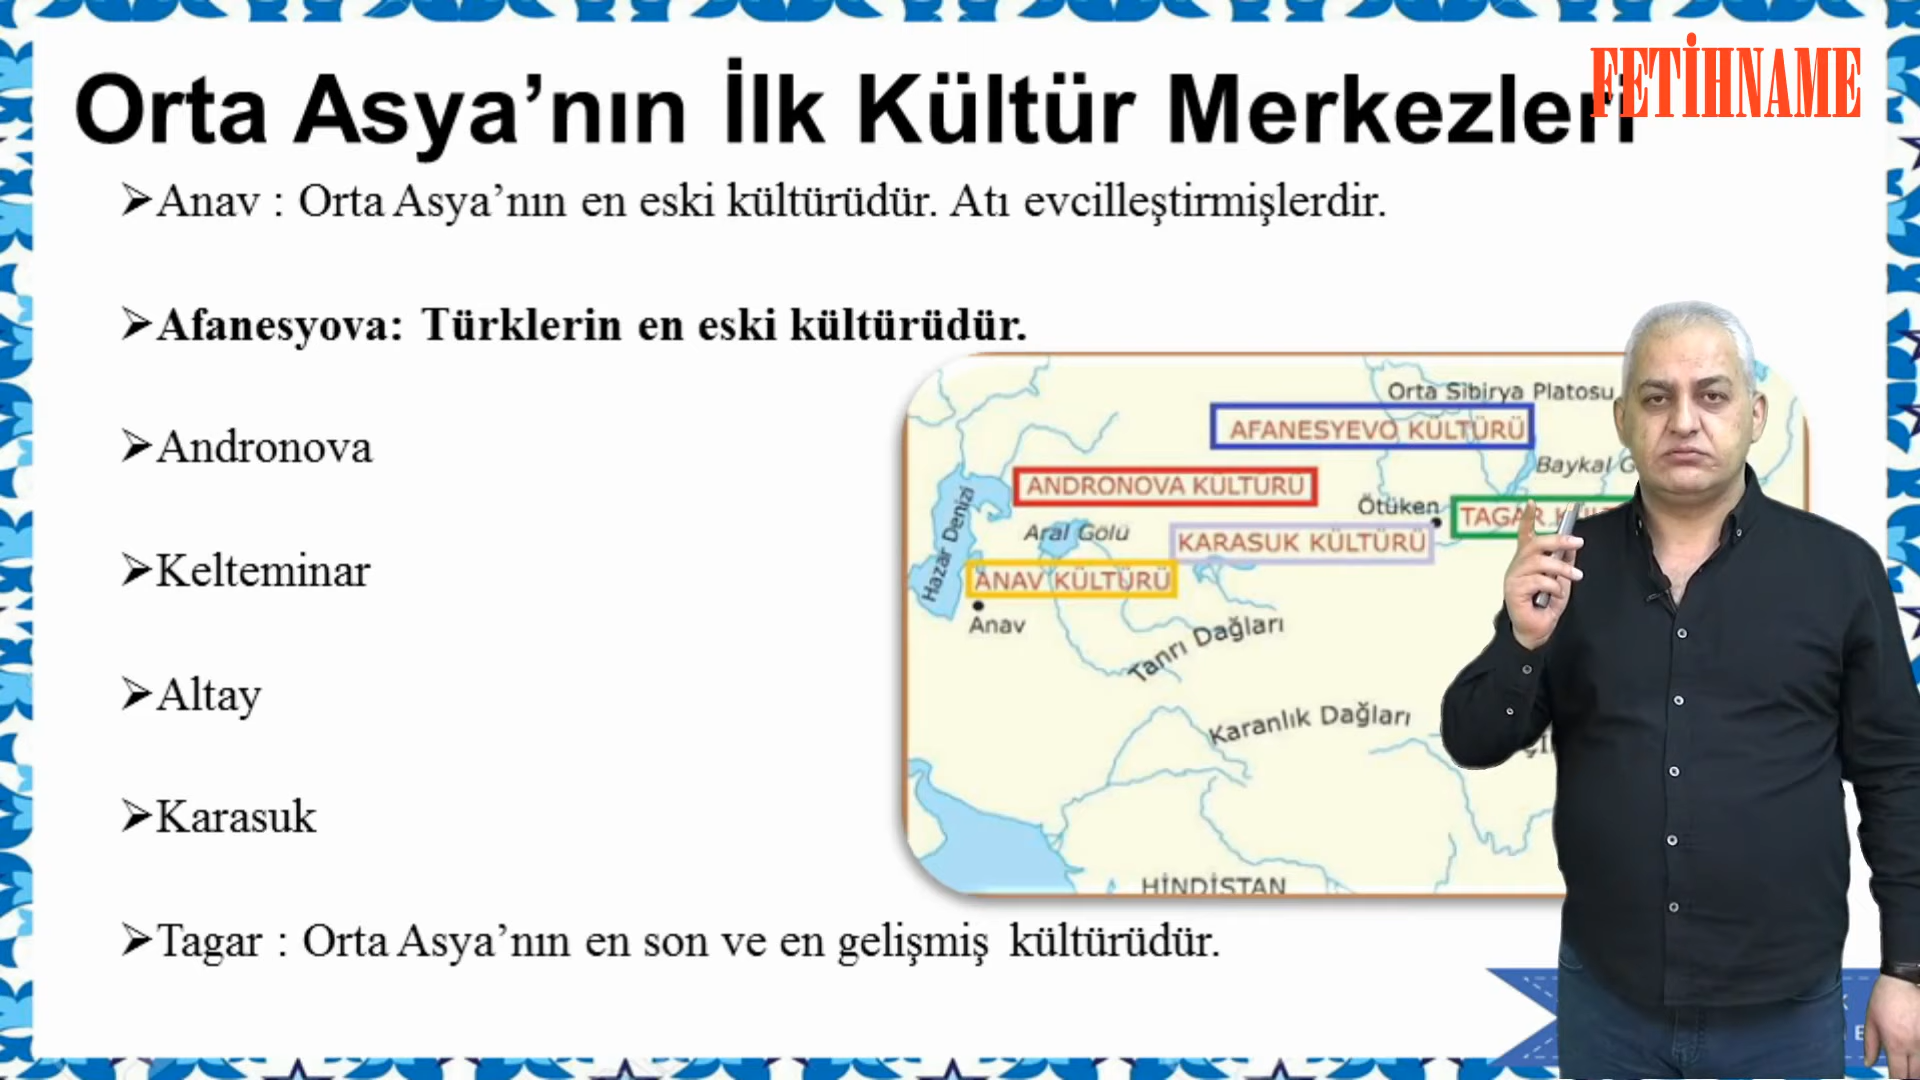 Orta Asya'nın İlk Kültür Merkezleri
FETİHNAME
➢Anav : Orta Asya'nın en eski kültürüdür. Atı evcilleştirmişlerdir.
➢Afanesyova: Türklerin en eski kültürüdür.
➢Andronova
➢Kelteminar
➢Altay
➢Karasuk
➢Tagar : Orta Asya'nın en son ve en gelişmiş kültürüdür.
Orta Sibirya Platosu
AFANESYEVO KÜLTÜRÜ
Baykal
ANDRONOVA KÜLTÜRÜ
Hazar Denizi
Ötüken
TAGAR
Aral Gölü
KARASUK KÜLTÜRÜ
ANAV KÜLTÜRÜ
Anav
Tanrı Dağları
Karanlık Dağları
HİNDİSTAN